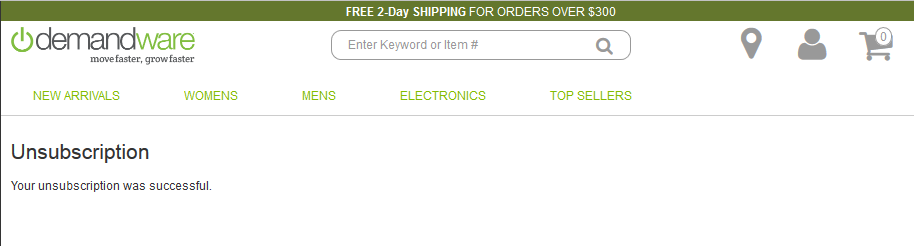 FREE 2-Day SHIPPING FOR ORDERS OVER $300
demandware
move faster, grow faster
Enter Keyword or Item #
0
NEW ARRIVALS WOMENS MENS ELECTRONICS TOP SELLERS
Unsubscription
Your unsubscription was successful.